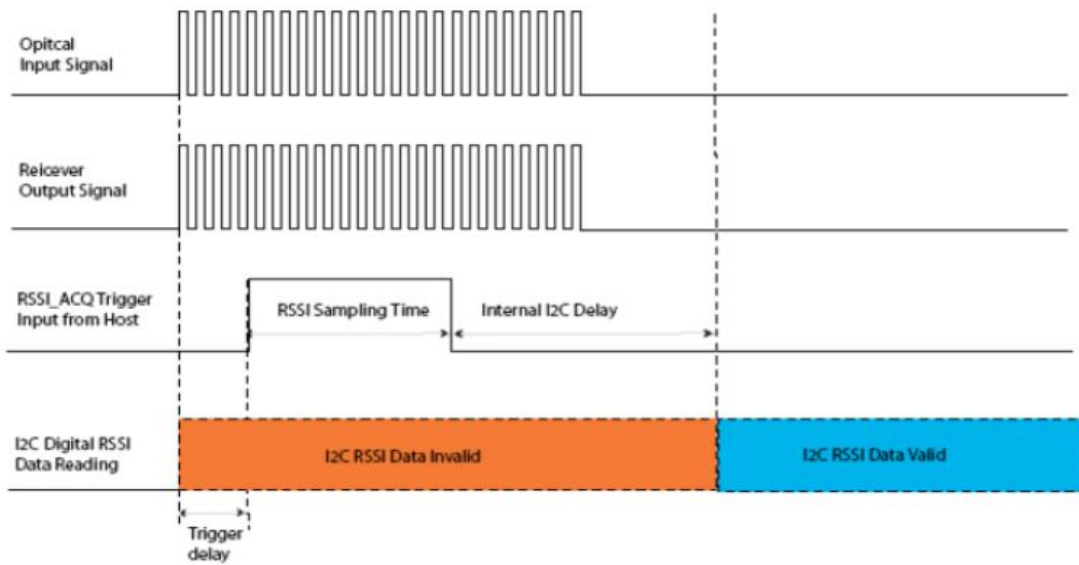 Opitcal
Input Signal
Relcever
Output Signal
RSSI_ACQ Trigger
Input from Host
RSSI Sampling Time
Internal I2C Delay
I2C Digital RSSI
Data Reading
I2C RSSI Data Invalid
I2C RSSI Data Valid
Trigger
delay